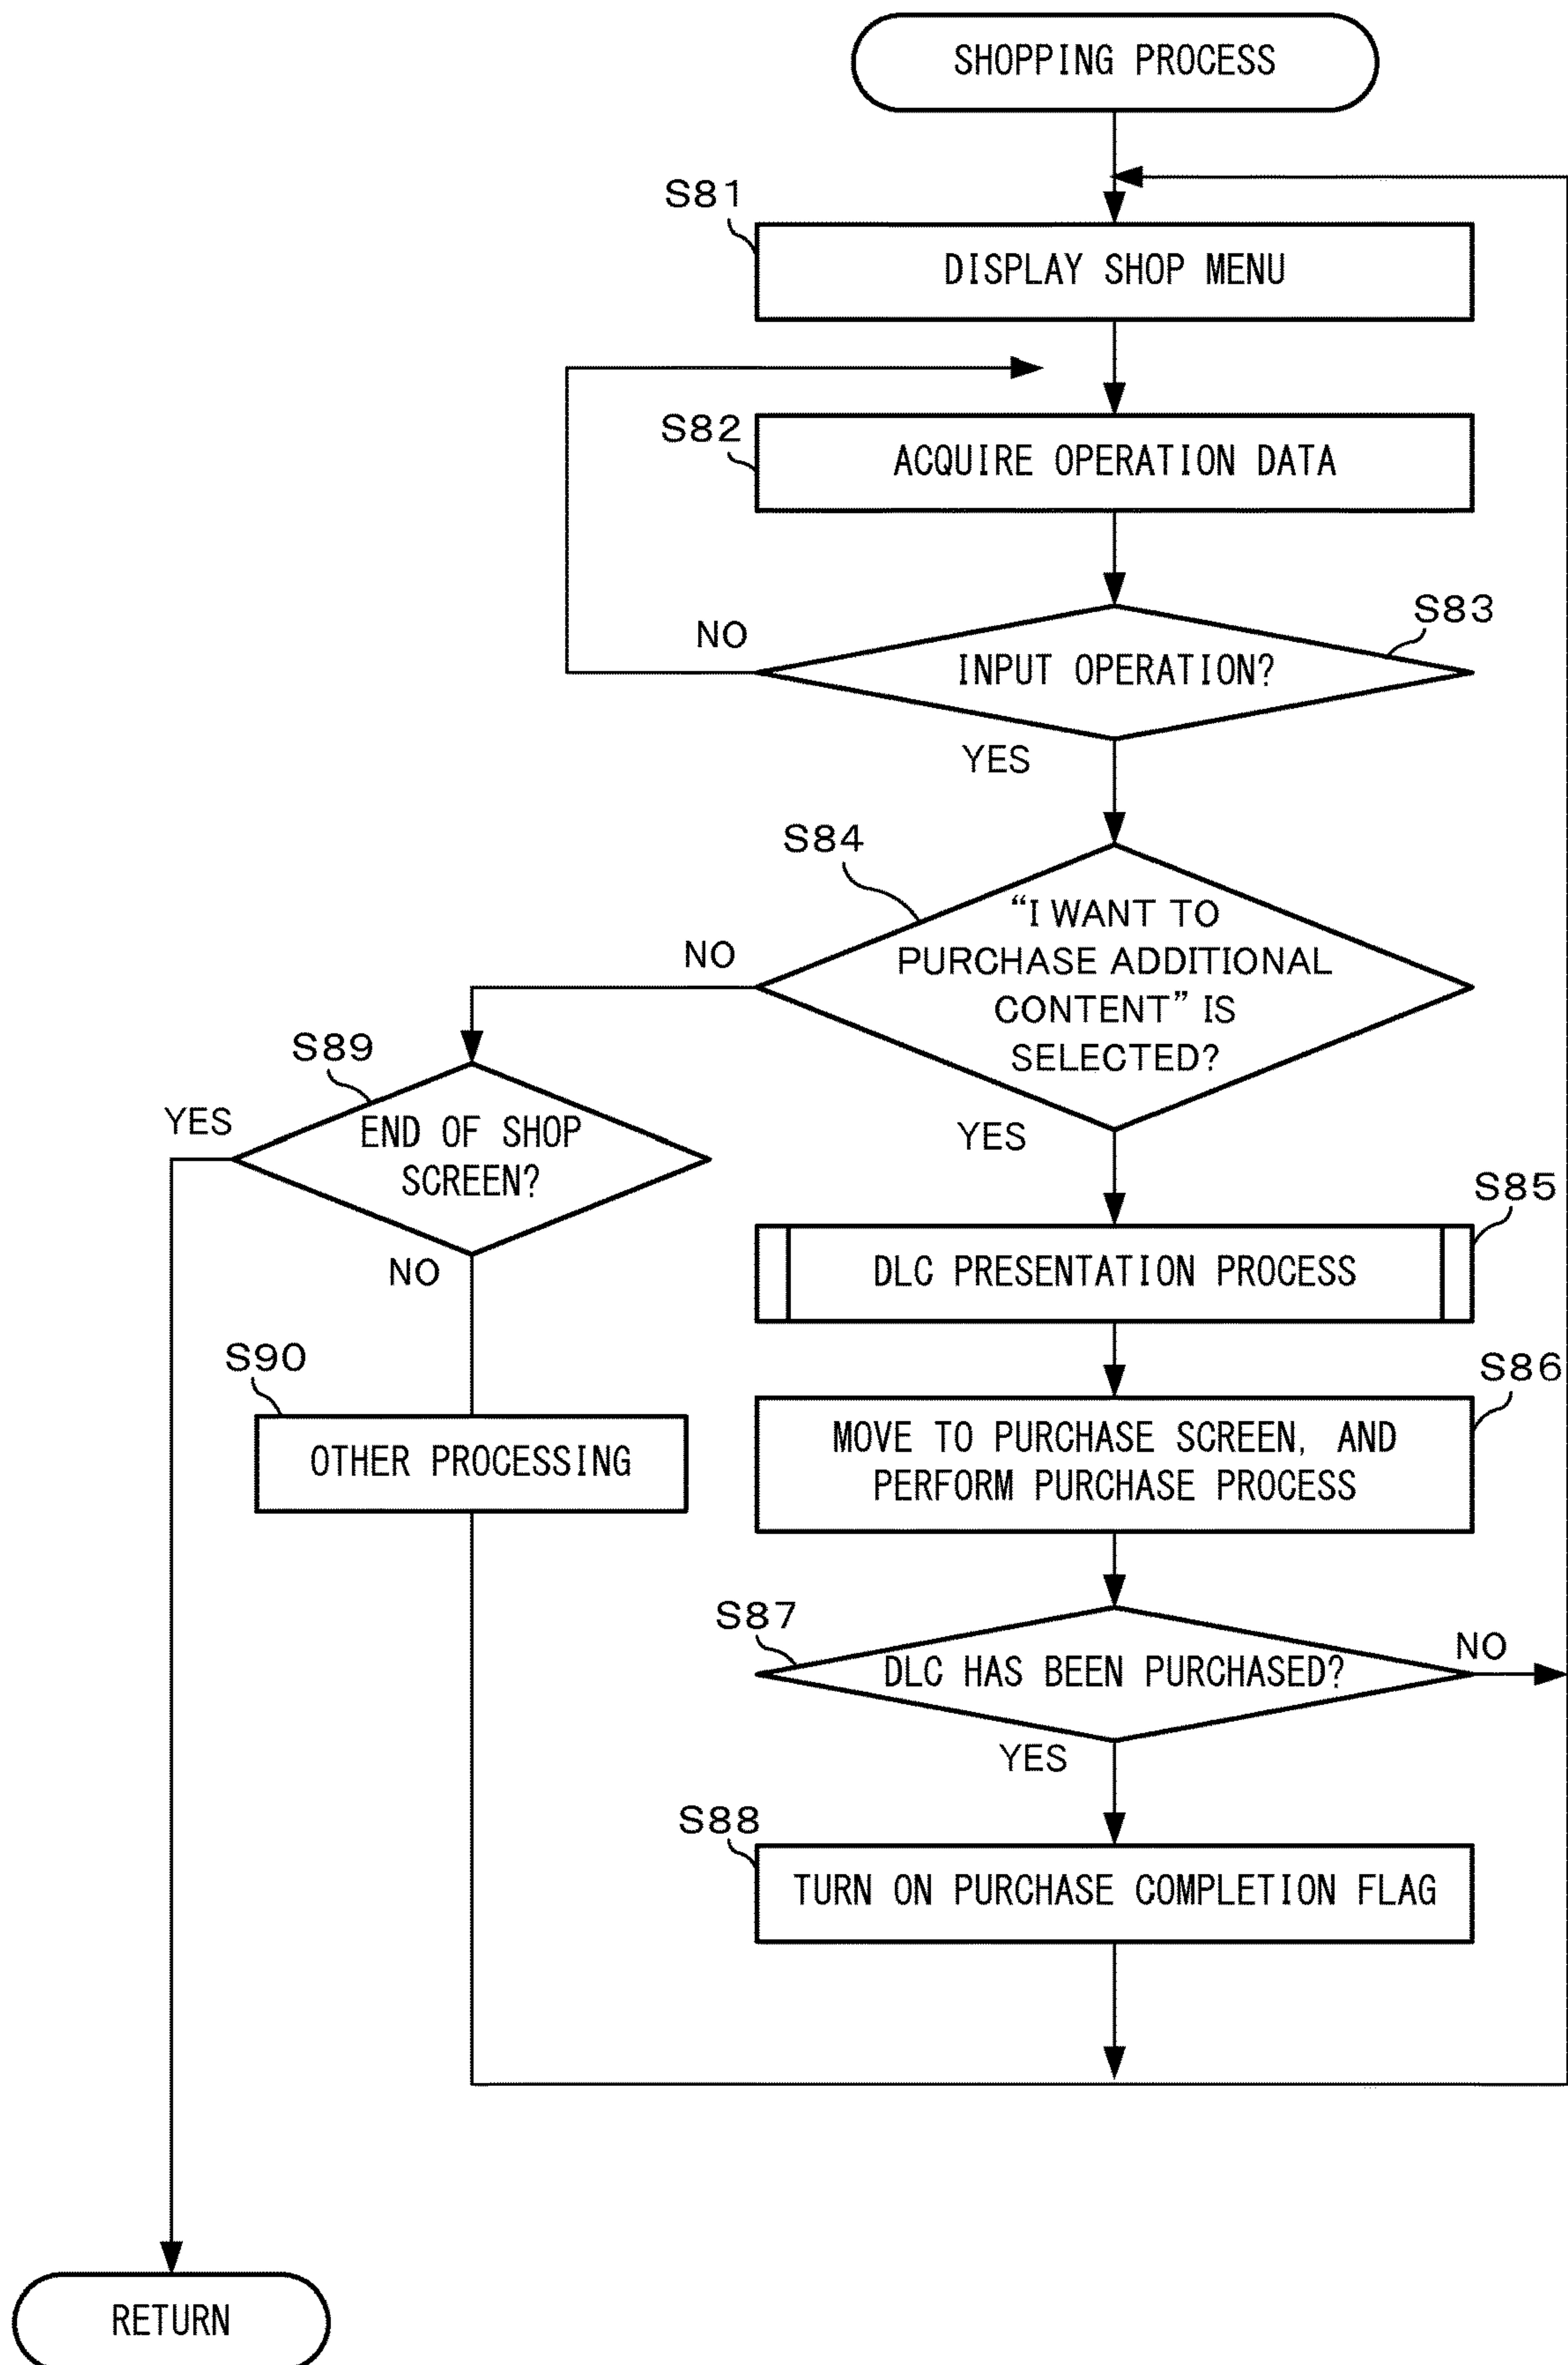 SHOPPING PROCESS
S81
DISPLAY SHOP MENU
S82
ACQUIRE OPERATION DATA
S83
NO
INPUT OPERATION?
YES
S84
“I WANT TO
PURCHASE ADDITIONAL
CONTENT” IS
SELECTED?
NO
YES
S89
YES
END OF SHOP
SCREEN?
NO
S85
DLC PRESENTATION PROCESS
S90
OTHER PROCESSING
S86
MOVE TO PURCHASE SCREEN, AND
PERFORM PURCHASE PROCESS
S87
DLC HAS BEEN PURCHASED?
NO
YES
S88
TURN ON PURCHASE COMPLETION FLAG
RETURN